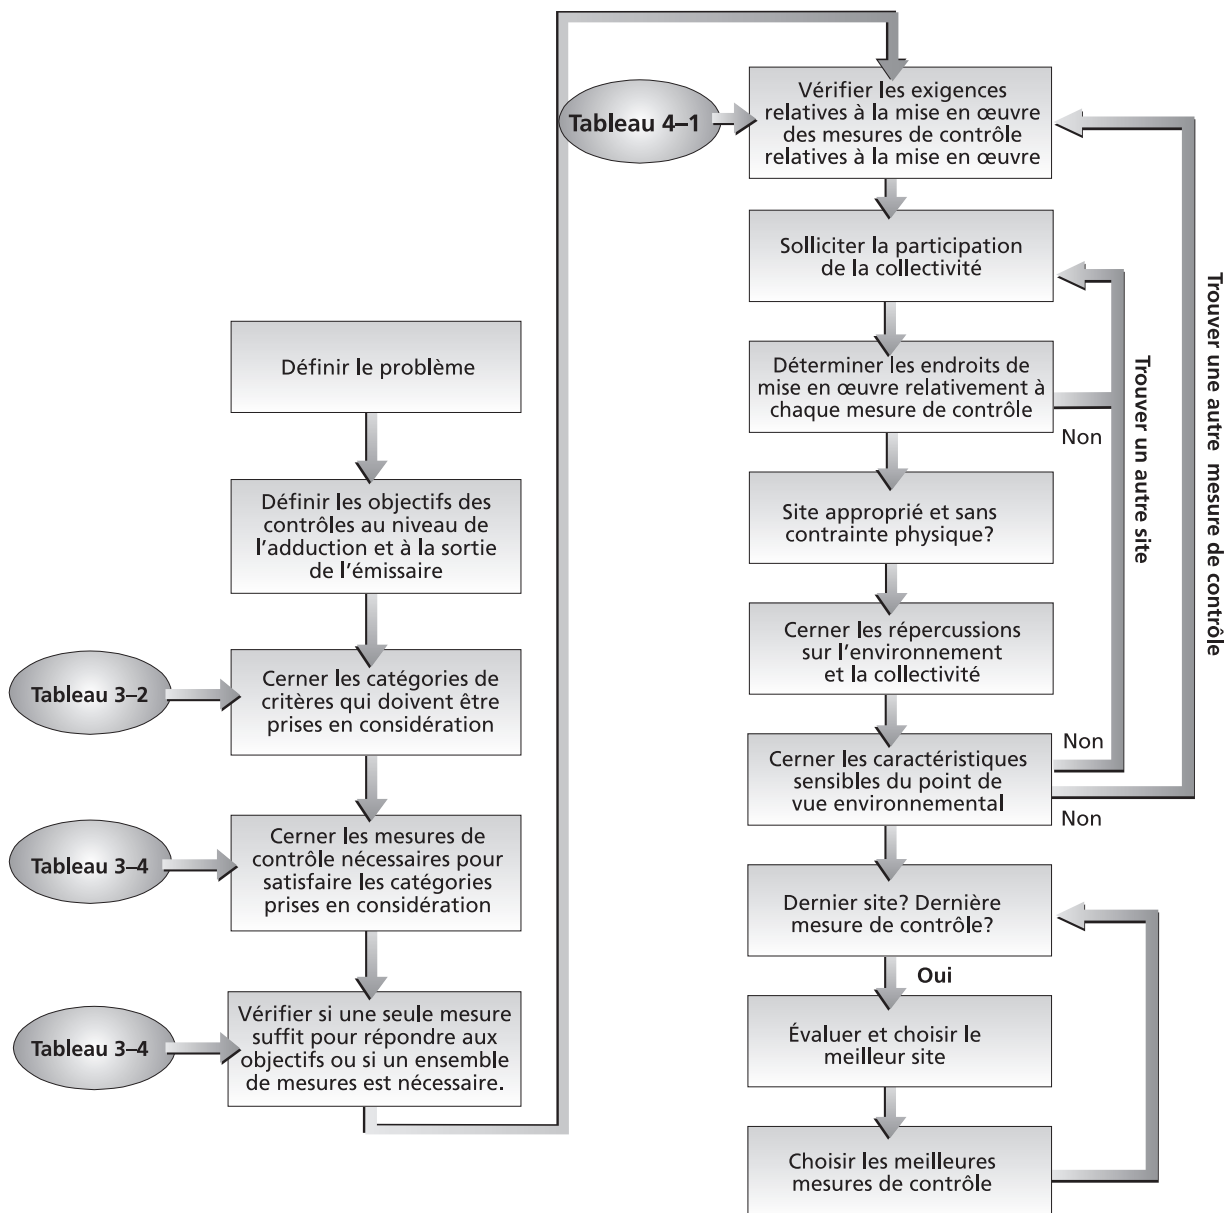 Définir le problème
Définir les objectifs des
contrôles au niveau de
l'adduction et à la sortie
de l'émissaire
Tableau 3–2
Cerner les catégories de
critères qui doivent être
prises en considération
Tableau 3–4
Cerner les mesures de
contrôle nécessaires pour
satisfaire les catégories
prises en considération
Tableau 3–4
Vérifier si une seule mesure
suffit pour répondre aux
objectifs ou si un ensemble
de mesures est nécessaire.
Tableau 4–1
Vérifier les exigences
relatives à la mise en œuvre
des mesures de contrôle
relatives à la mise en œuvre
Solliciter la participation
de la collectivité
Déterminer les endroits de
mise en œuvre relativement à
chaque mesure de contrôle
Non
Site approprié et sans
contrainte physique?
Cerner les répercussions
sur l'environnement
et la collectivité
Cerner les caractéristiques
sensibles du point de
vue environnemental
Non
Non
Trouver un autre site
Trouver une autre mesure de contrôle
Dernier site? Dernière
mesure de contrôle?
Oui
Évaluer et choisir le
meilleur site
Choisir les meilleures
mesures de contrôle